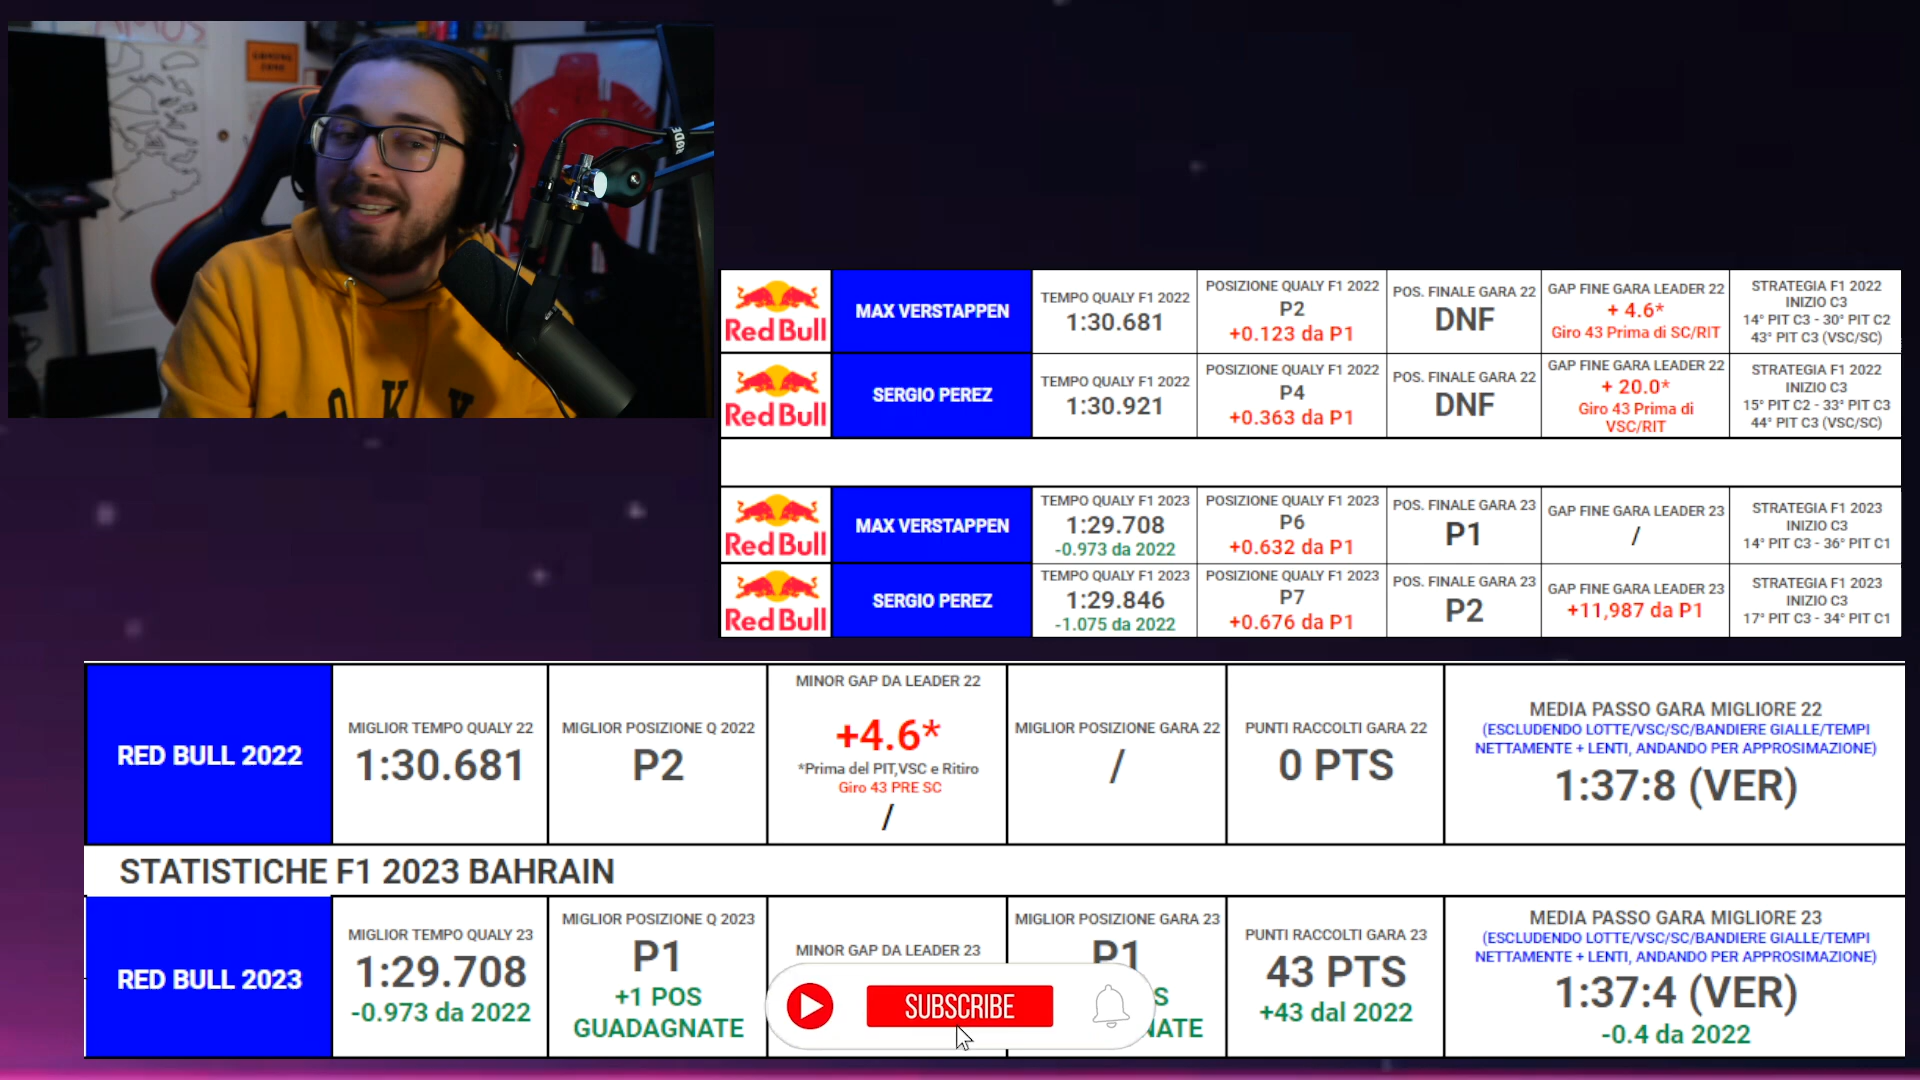 GAMING
ZONE
RØDE
Red Bull
MAX VERSTAPPEN
TEMPO QUALY F1 2022
1:30.681
POSIZIONE QUALY F1 2022
P2
+0.123 da P1
POS. FINALE GARA 22
DNF
GAP FINE GARA LEADER 22
+ 4.6*
Giro 43 Prima di SC/RIT
STRATEGIA F1 2022
INIZIO C3
14° PIT C3 - 30° PIT C2
43° PIT C3 (VSC/SC)
Red Bull
SERGIO PEREZ
TEMPO QUALY F1 2022
1:30.921
POSIZIONE QUALY F1 2022
P4
+0.363 da P1
POS. FINALE GARA 22
DNF
GAP FINE GARA LEADER 22
+ 20.0*
Giro 43 Prima di
VSC/RIT
STRATEGIA F1 2022
INIZIO C3
15° PIT C2 - 33° PIT C3
44° PIT C3 (VSC/SC)
Red Bull
MAX VERSTAPPEN
TEMPO QUALY F1 2023
1:29.708
-0.973 da 2022
POSIZIONE QUALY F1 2023
P6
+0.632 da P1
POS. FINALE GARA 23
P1
GAP FINE GARA LEADER 23
/
STRATEGIA F1 2023
INIZIO C3
14° PIT C3 - 36° PIT C1
Red Bull
SERGIO PEREZ
TEMPO QUALY F1 2023
1:29.846
-1.075 da 2022
POSIZIONE QUALY F1 2023
P7
+0.676 da P1
POS. FINALE GARA 23
P2
GAP FINE GARA LEADER 23
+11,987 da P1
STRATEGIA F1 2023
INIZIO C3
17° PIT C3 - 34° PIT C1
RED BULL 2022
MIGLIOR TEMPO QUALY 22
1:30.681
MIGLIOR POSIZIONE Q 2022
P2
MINOR GAP DA LEADER 22
+4.6*
*Prima del PIT,VSC e Ritiro
Giro 43 PRE SC
/
MIGLIOR POSIZIONE GARA 22
/
PUNTI RACCOLTI GARA 22
0 PTS
MEDIA PASSO GARA MIGLIORE 22
(ESCLUDENDO LOTTE/VSC/SC/BANDIERE GIALLE/TEMPI
NETTAMENTE + LENTI, ANDANDO PER APPROSIMAZIONE)
1:37:8 (VER)
STATISTICHE F1 2023 BAHRAIN
RED BULL 2023
MIGLIOR TEMPO QUALY 23
1:29.708
-0.973 da 2022
MIGLIOR POSIZIONE Q 2023
P1
+1 POS
GUADAGNATE
MINOR GAP DA LEADER 23
MIGLIOR POSIZIONE GARA 23
P1
PUNTI RACCOLTI GARA 23
43 PTS
+43 dal 2022
MEDIA PASSO GARA MIGLIORE 23
(ESCLUDENDO LOTTE/VSC/SC/BANDIERE GIALLE/TEMPI
NETTAMENTE + LENTI, ANDANDO PER APPROSIMAZIONE)
1:37:4 (VER)
-0.4 da 2022
SUBSCRIBE